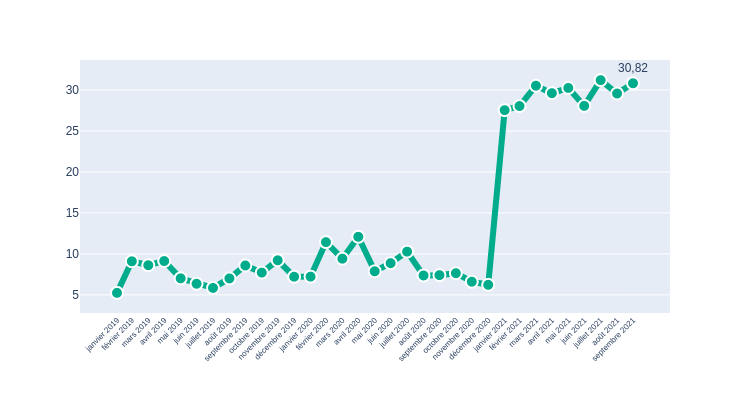 30,82
30
25
20
15
10
5
janvier 2019
février 2019
mars 2019
avril 2019
mai 2019
juin 2019
juillet 2019
août 2019
septembre 2019
octobre 2019
novembre 2019
décembre 2019
janvier 2020
février 2020
mars 2020
avril 2020
mai 2020
juin 2020
juillet 2020
août 2020
septembre 2020
octobre 2020
novembre 2020
décembre 2020
janvier 2021
février 2021
mars 2021
avril 2021
mai 2021
juin 2021
juillet 2021
août 2021
septembre 2021